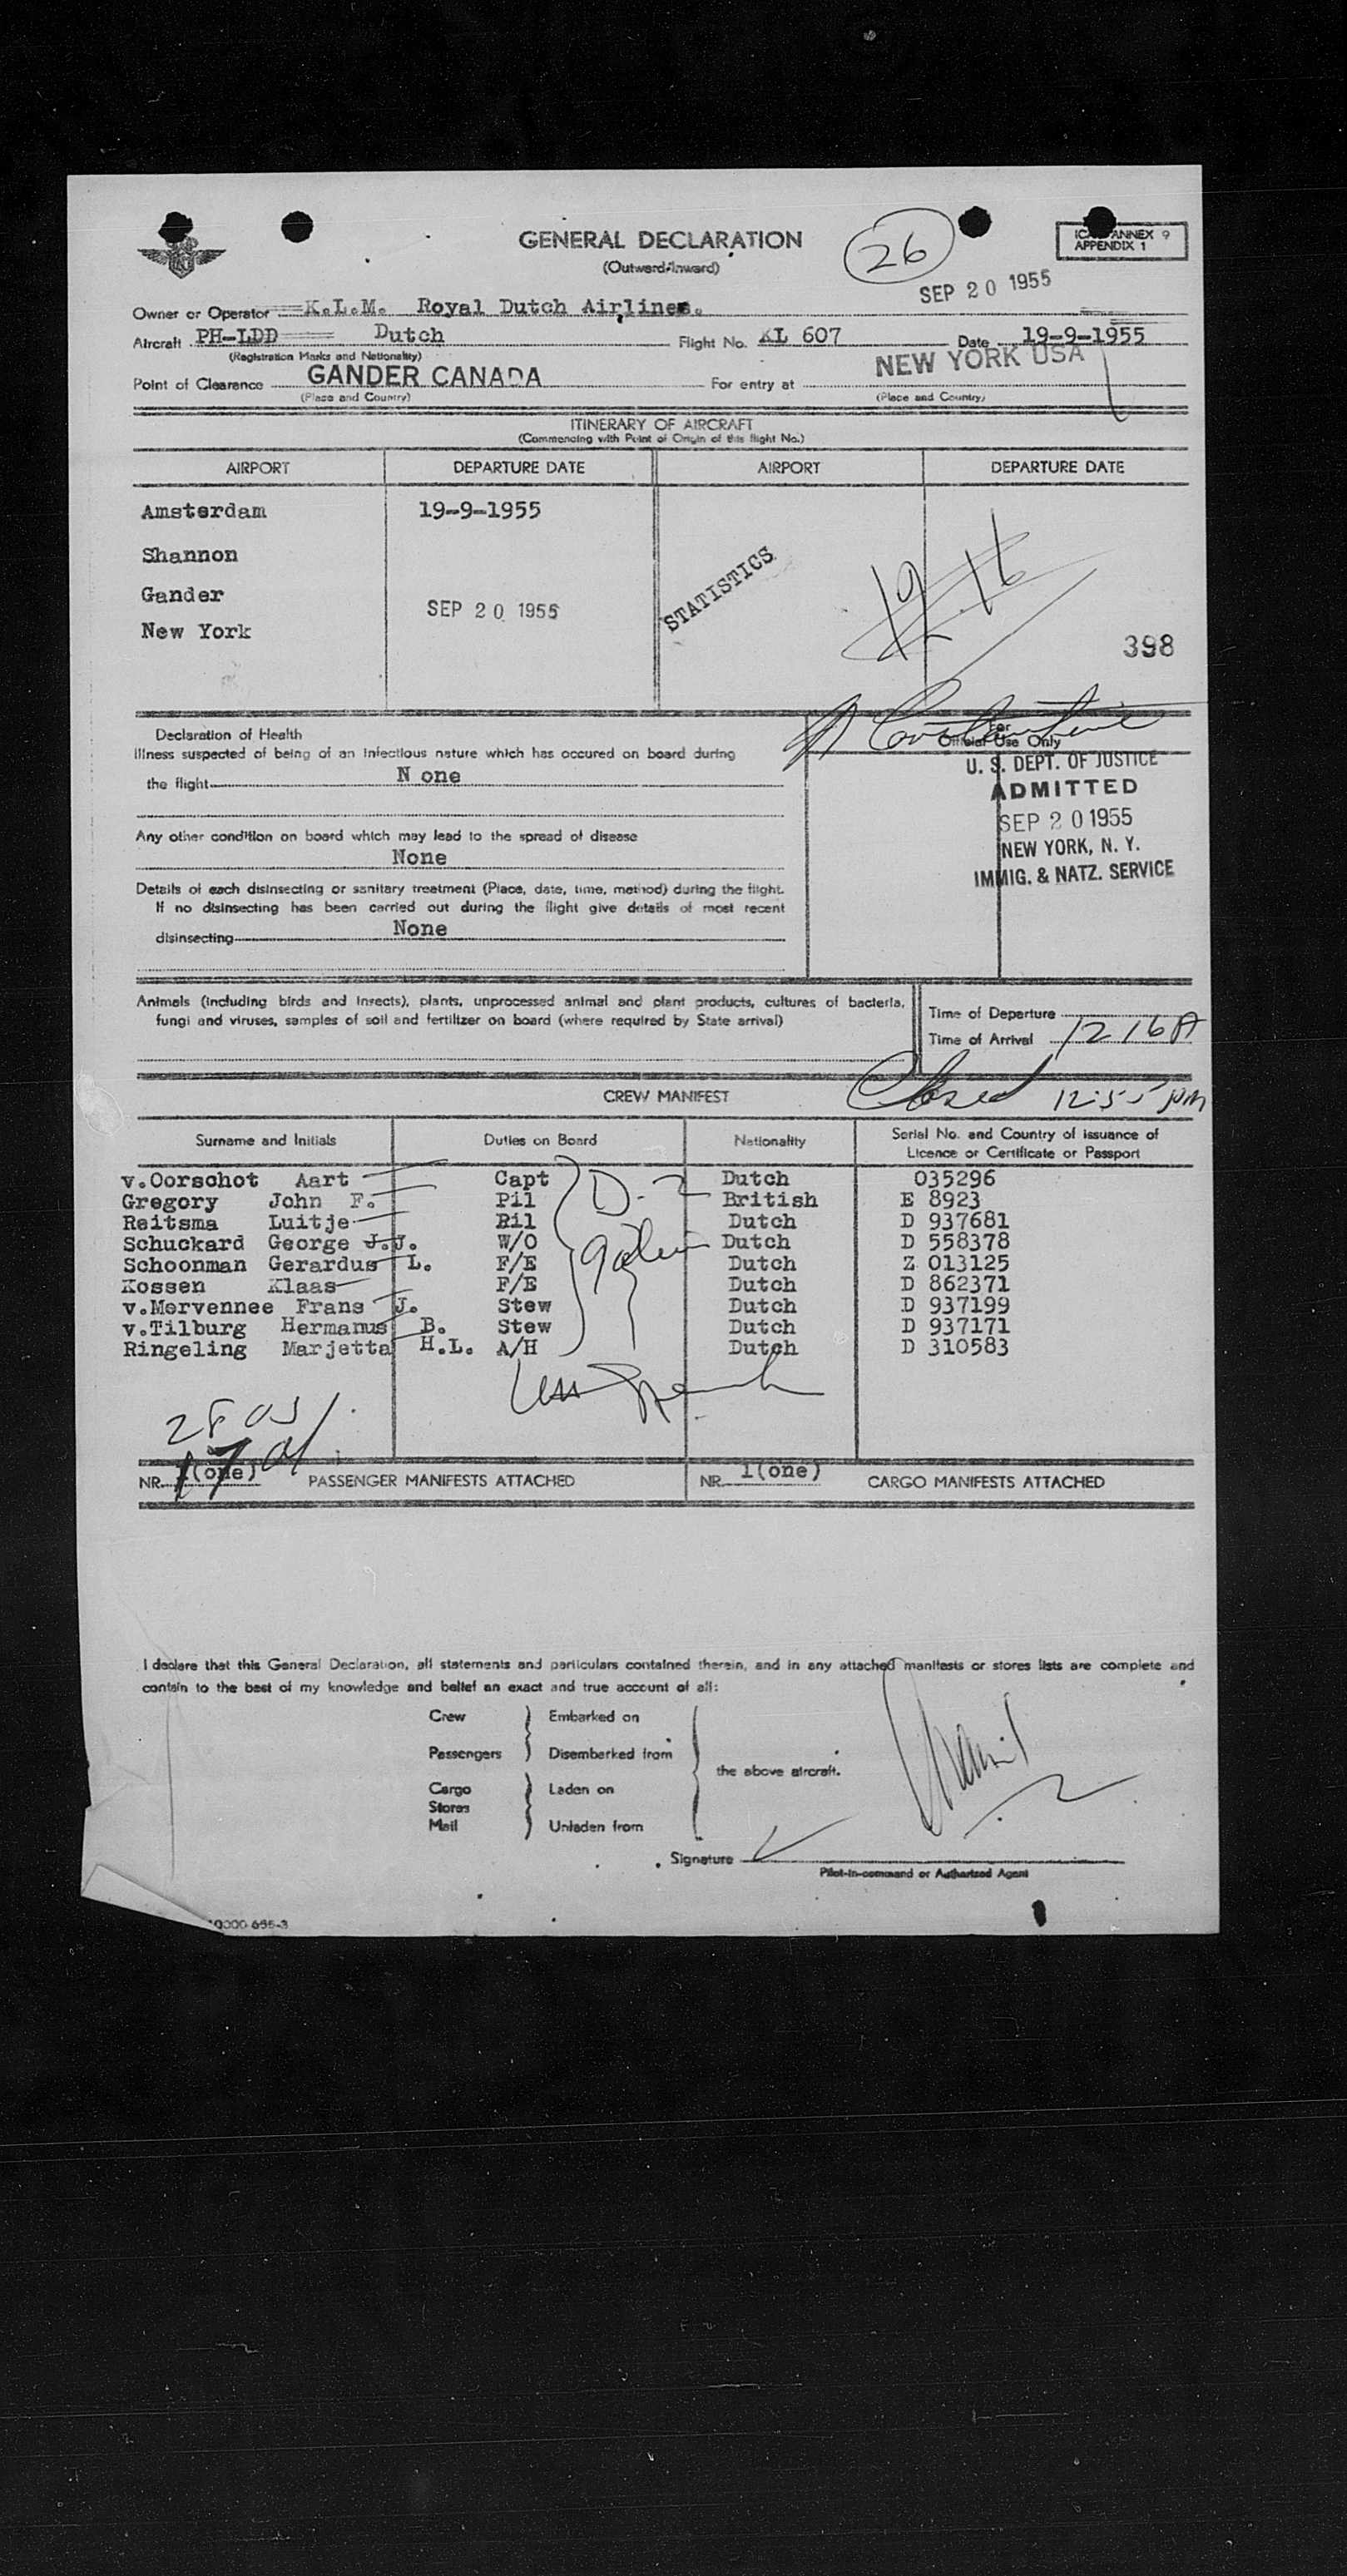 GENERAL DECLARATION
(Outward/Inward)
26
ANNEX 9
APPENDIX 1
SEP 20 1955
Owner or Operator K.L.M. Royal Dutch Airlines.
Aircraft PH-LDD Dutch Flight No. KL 607 Date 19-9-1955
(Registration Marks and Nationality)
Point of Clearance GANDER CANADA For entry at NEW YORK USA
(Place and Country) (Place and Country)
ITINERARY OF AIRCRAFT
(Commencing with Point of Origin of this flight No.)
AIRPORT DEPARTURE DATE AIRPORT DEPARTURE DATE
Amsterdam 19-9-1955
Shannon
Gander SEP 20 1955
New York
STATISTICS
398
Declaration of Health
Illness suspected of being of an infectious nature which has occured on board during
the flight N one
Any other condition on board which may lead to the spread of disease
None
Details of each disinsecting or sanitary treatment (Place, date, time, method) during the flight.
If no disinsecting has been carried out during the flight give details of most recent
disinsecting None
For
Official Use Only
U. S. DEPT. OF JUSTICE
ADMITTED
SEP 20 1955
NEW YORK, N. Y.
IMMIG. & NATZ. SERVICE
Animals (including birds and insects), plants, unprocessed animal and plant products, cultures of bacteria,
fungi and viruses, samples of soil and fertilizer on board (where required by State arrival)
Time of Departure
Time of Arrival 1216A
Closed 12:55 pm
CREW MANIFEST
Surname and Initials Duties on Board Nationality Serial No. and Country of issuance of
Licence or Certificate or Passport
v.Oorschot Aart Capt Dutch 035296
Gregory John F. Pil British E 8923
Reitsma Luitje Pil Dutch D 937681
Schuckard George J.J. W/O Dutch D 558378
Schoonman Gerardus L. F/E Dutch Z 013125
Kossen Klaas F/E Dutch D 862371
v.Mervennee Frans J. Stew Dutch D 937199
v.Tilburg Hermanus B. Stew Dutch D 937171
Ringeling Marjetta H.L. A/H Dutch D 310583
NR. 1(one) PASSENGER MANIFESTS ATTACHED NR. 1(one) CARGO MANIFESTS ATTACHED
I declare that this General Declaration, all statements and particulars contained therein, and in any attached manifests or stores lists are complete and
contain to the best of my knowledge and belief an exact and true account of all:
Crew Embarked on
Passengers Disembarked from
the above aircraft.
Cargo Laden on
Stores
Mail Unladen from
Signature
Pilot-in-command or Authorized Agent